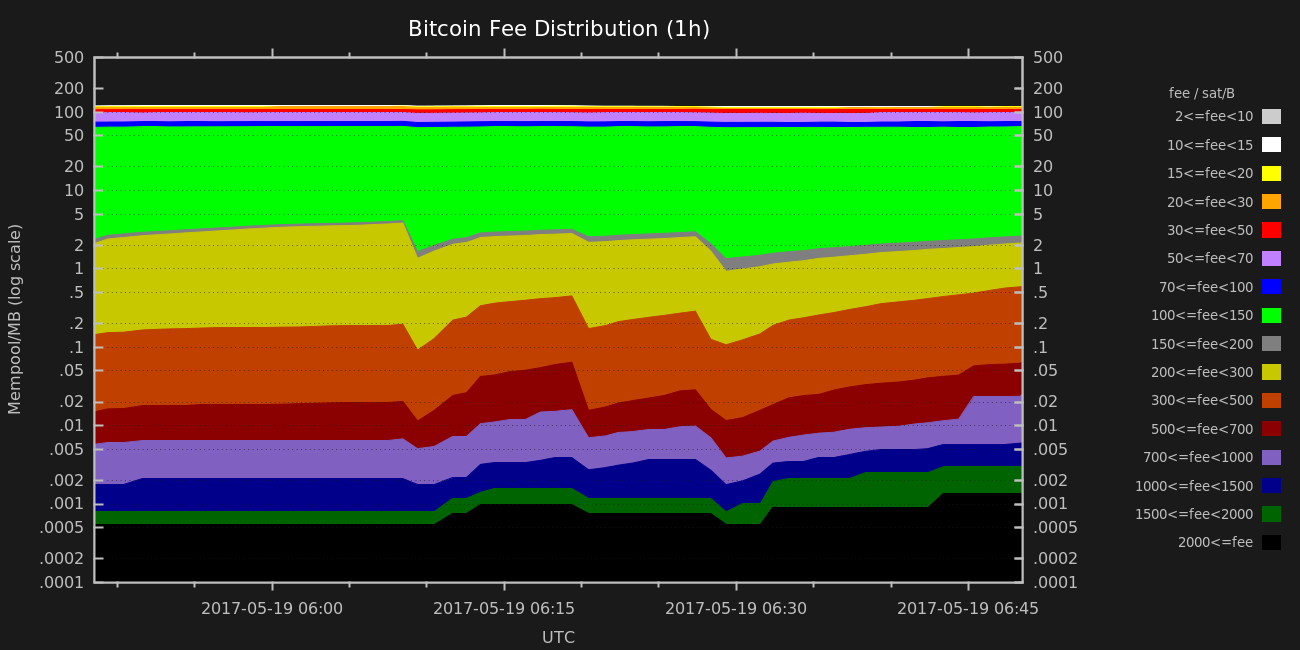 Bitcoin Fee Distribution (1h)
500
200
100
50
20
10
5
2
1
.5
.2
.1
.05
.02
.01
.005
.002
.001
.0005
.0002
.0001
Mempool/MB (log scale)
500
200
100
50
20
10
5
2
1
.5
.2
.1
.05
.02
.01
.005
.002
.001
.0005
.0002
.0001
2017-05-19 06:00 2017-05-19 06:15 2017-05-19 06:30 2017-05-19 06:45
UTC
fee / sat/B
2<=fee<10
10<=fee<15
15<=fee<20
20<=fee<30
30<=fee<50
50<=fee<70
70<=fee<100
100<=fee<150
150<=fee<200
200<=fee<300
300<=fee<500
500<=fee<700
700<=fee<1000
1000<=fee<1500
1500<=fee<2000
2000<=fee